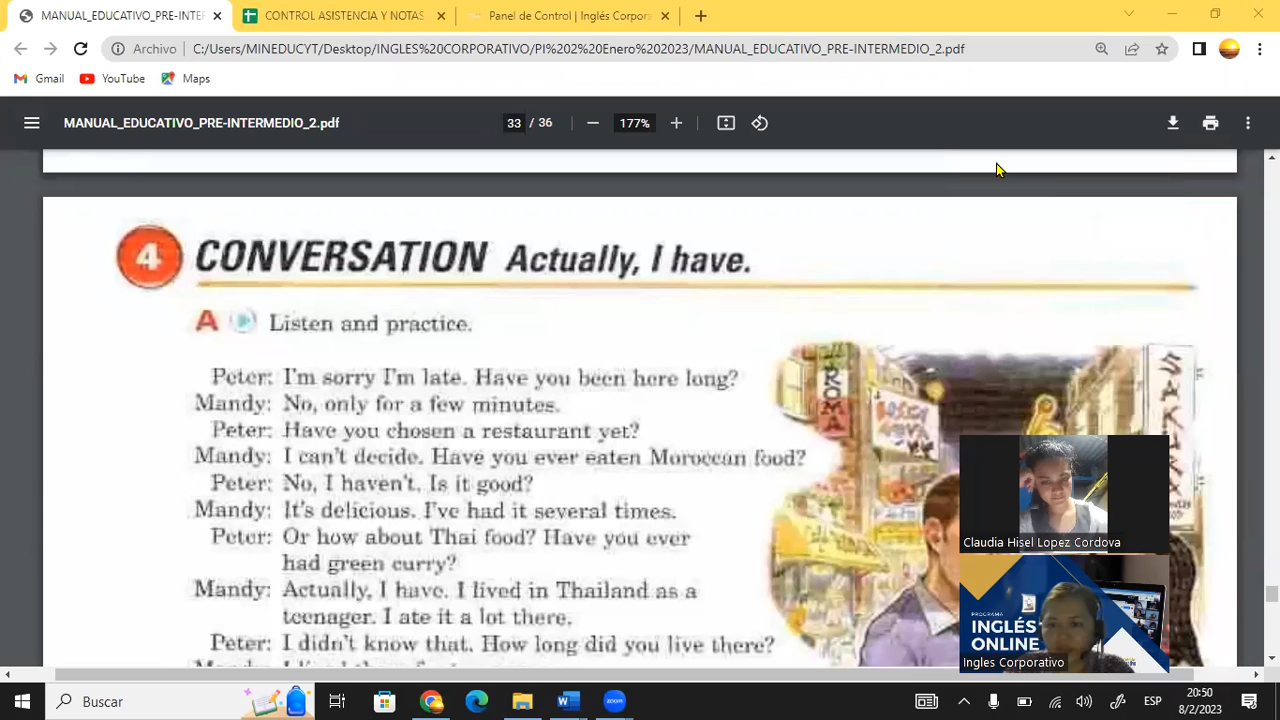 MANUAL_EDUCATIVO_PRE-INTERM
CONTROL ASISTENCIA Y NOTAS
Panel de Control | Inglés Corpor
Archivo
C:/Users/MINEDUCYT/Desktop/INGLES%20CORPORATIVO/PI%202%20Enero%202023/MANUAL_EDUCATIVO_PRE-INTERMEDIO_2.pdf
Gmail
YouTube
Maps
MANUAL_EDUCATIVO_PRE-INTERMEDIO_2.pdf
33 / 36
177%
4 CONVERSATION Actually, I have.
A Listen and practice.
Peter: I'm sorry I'm late. Have you been here long?
Mandy: No, only for a few minutes.
Peter: Have you chosen a restaurant yet?
Mandy: I can't decide. Have you ever eaten Moroccan food?
Peter: No, I haven't. Is it good?
Mandy: It's delicious. I've had it several times.
Peter: Or how about Thai food? Have you ever
had green curry?
Mandy: Actually, I have. I lived in Thailand as a
teenager. I ate it a lot there.
Peter: I didn't know that. How long did you live there?
ROMA
Claudia Hisel Lopez Cordova
PROGRAMA
INGLÉS
ONLINE
Ingles Corporativo
Buscar
ESP
20:50
8/2/2023